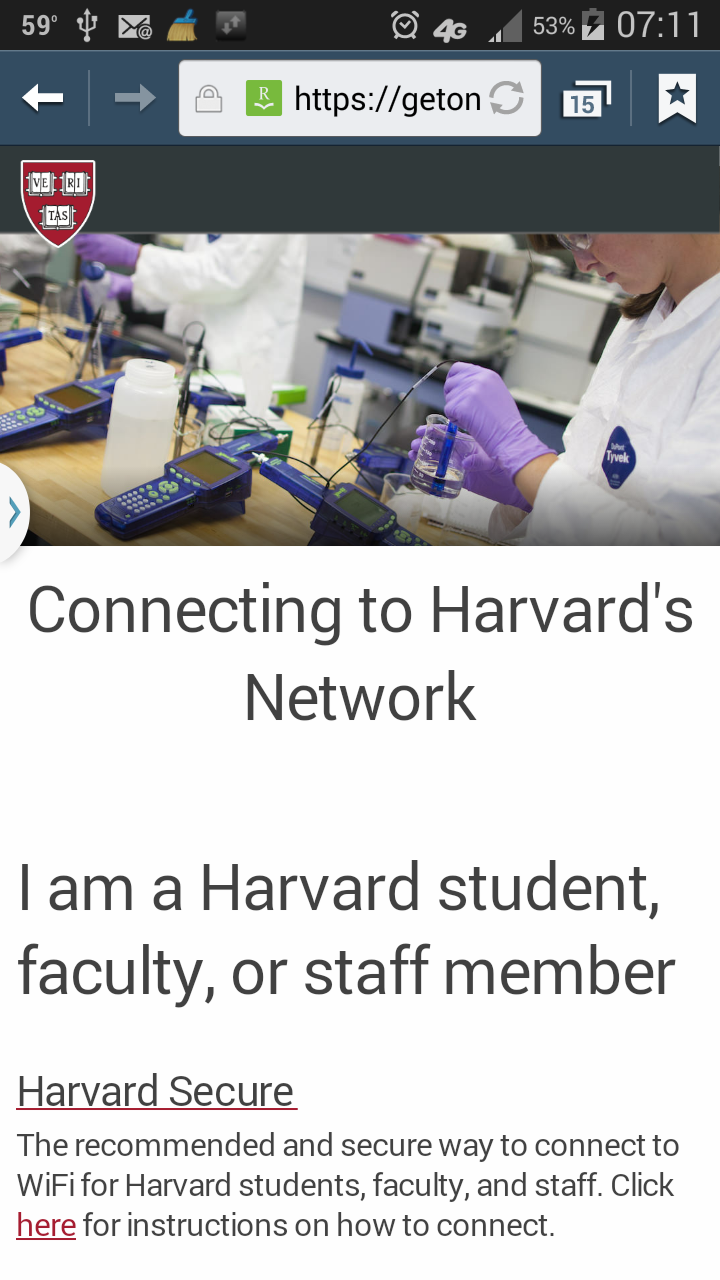 59° 4G 53% 07:11
R https://geton 15
VE RI
TAS
DuPont
Tyvek
Connecting to Harvard's
Network
I am a Harvard student,
faculty, or staff member
Harvard Secure
The recommended and secure way to connect to
WiFi for Harvard students, faculty, and staff. Click
here for instructions on how to connect.